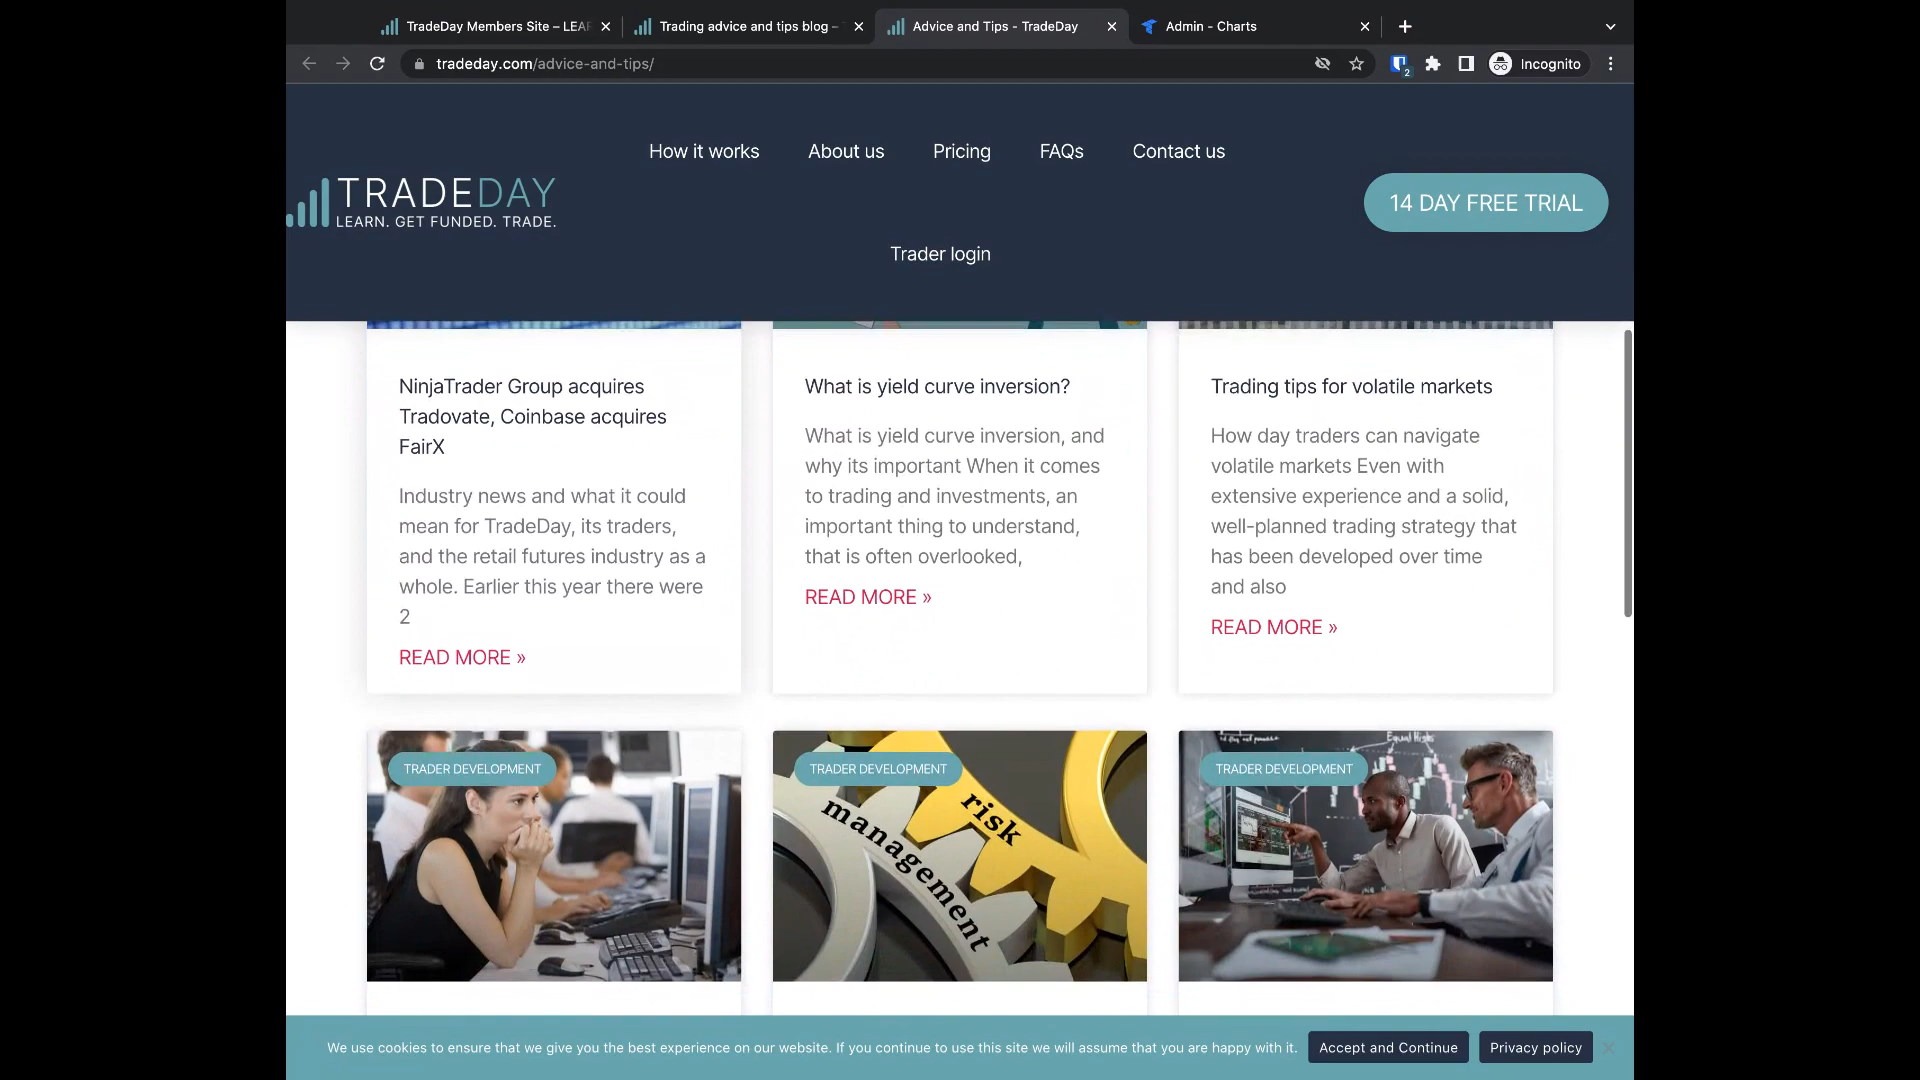 TradeDay Members Site – LEAR
Trading advice and tips blog –
Advice and Tips - TradeDay
Admin - Charts
tradeday.com/advice-and-tips/
2
Incognito
How it works
About us
Pricing
FAQs
Contact us
TRADEDAY
LEARN. GET FUNDED. TRADE.
14 DAY FREE TRIAL
Trader login
NinjaTrader Group acquires
Tradovate, Coinbase acquires
FairX
Industry news and what it could
mean for TradeDay, its traders,
and the retail futures industry as a
whole. Earlier this year there were
2
READ MORE »
What is yield curve inversion?
What is yield curve inversion, and
why its important When it comes
to trading and investments, an
important thing to understand,
that is often overlooked,
READ MORE »
Trading tips for volatile markets
How day traders can navigate
volatile markets Even with
extensive experience and a solid,
well-planned trading strategy that
has been developed over time
and also
READ MORE »
TRADER DEVELOPMENT
TRADER DEVELOPMENT
risk
management
TRADER DEVELOPMENT
Equal Highs
We use cookies to ensure that we give you the best experience on our website. If you continue to use this site we will assume that you are happy with it.
Accept and Continue
Privacy policy